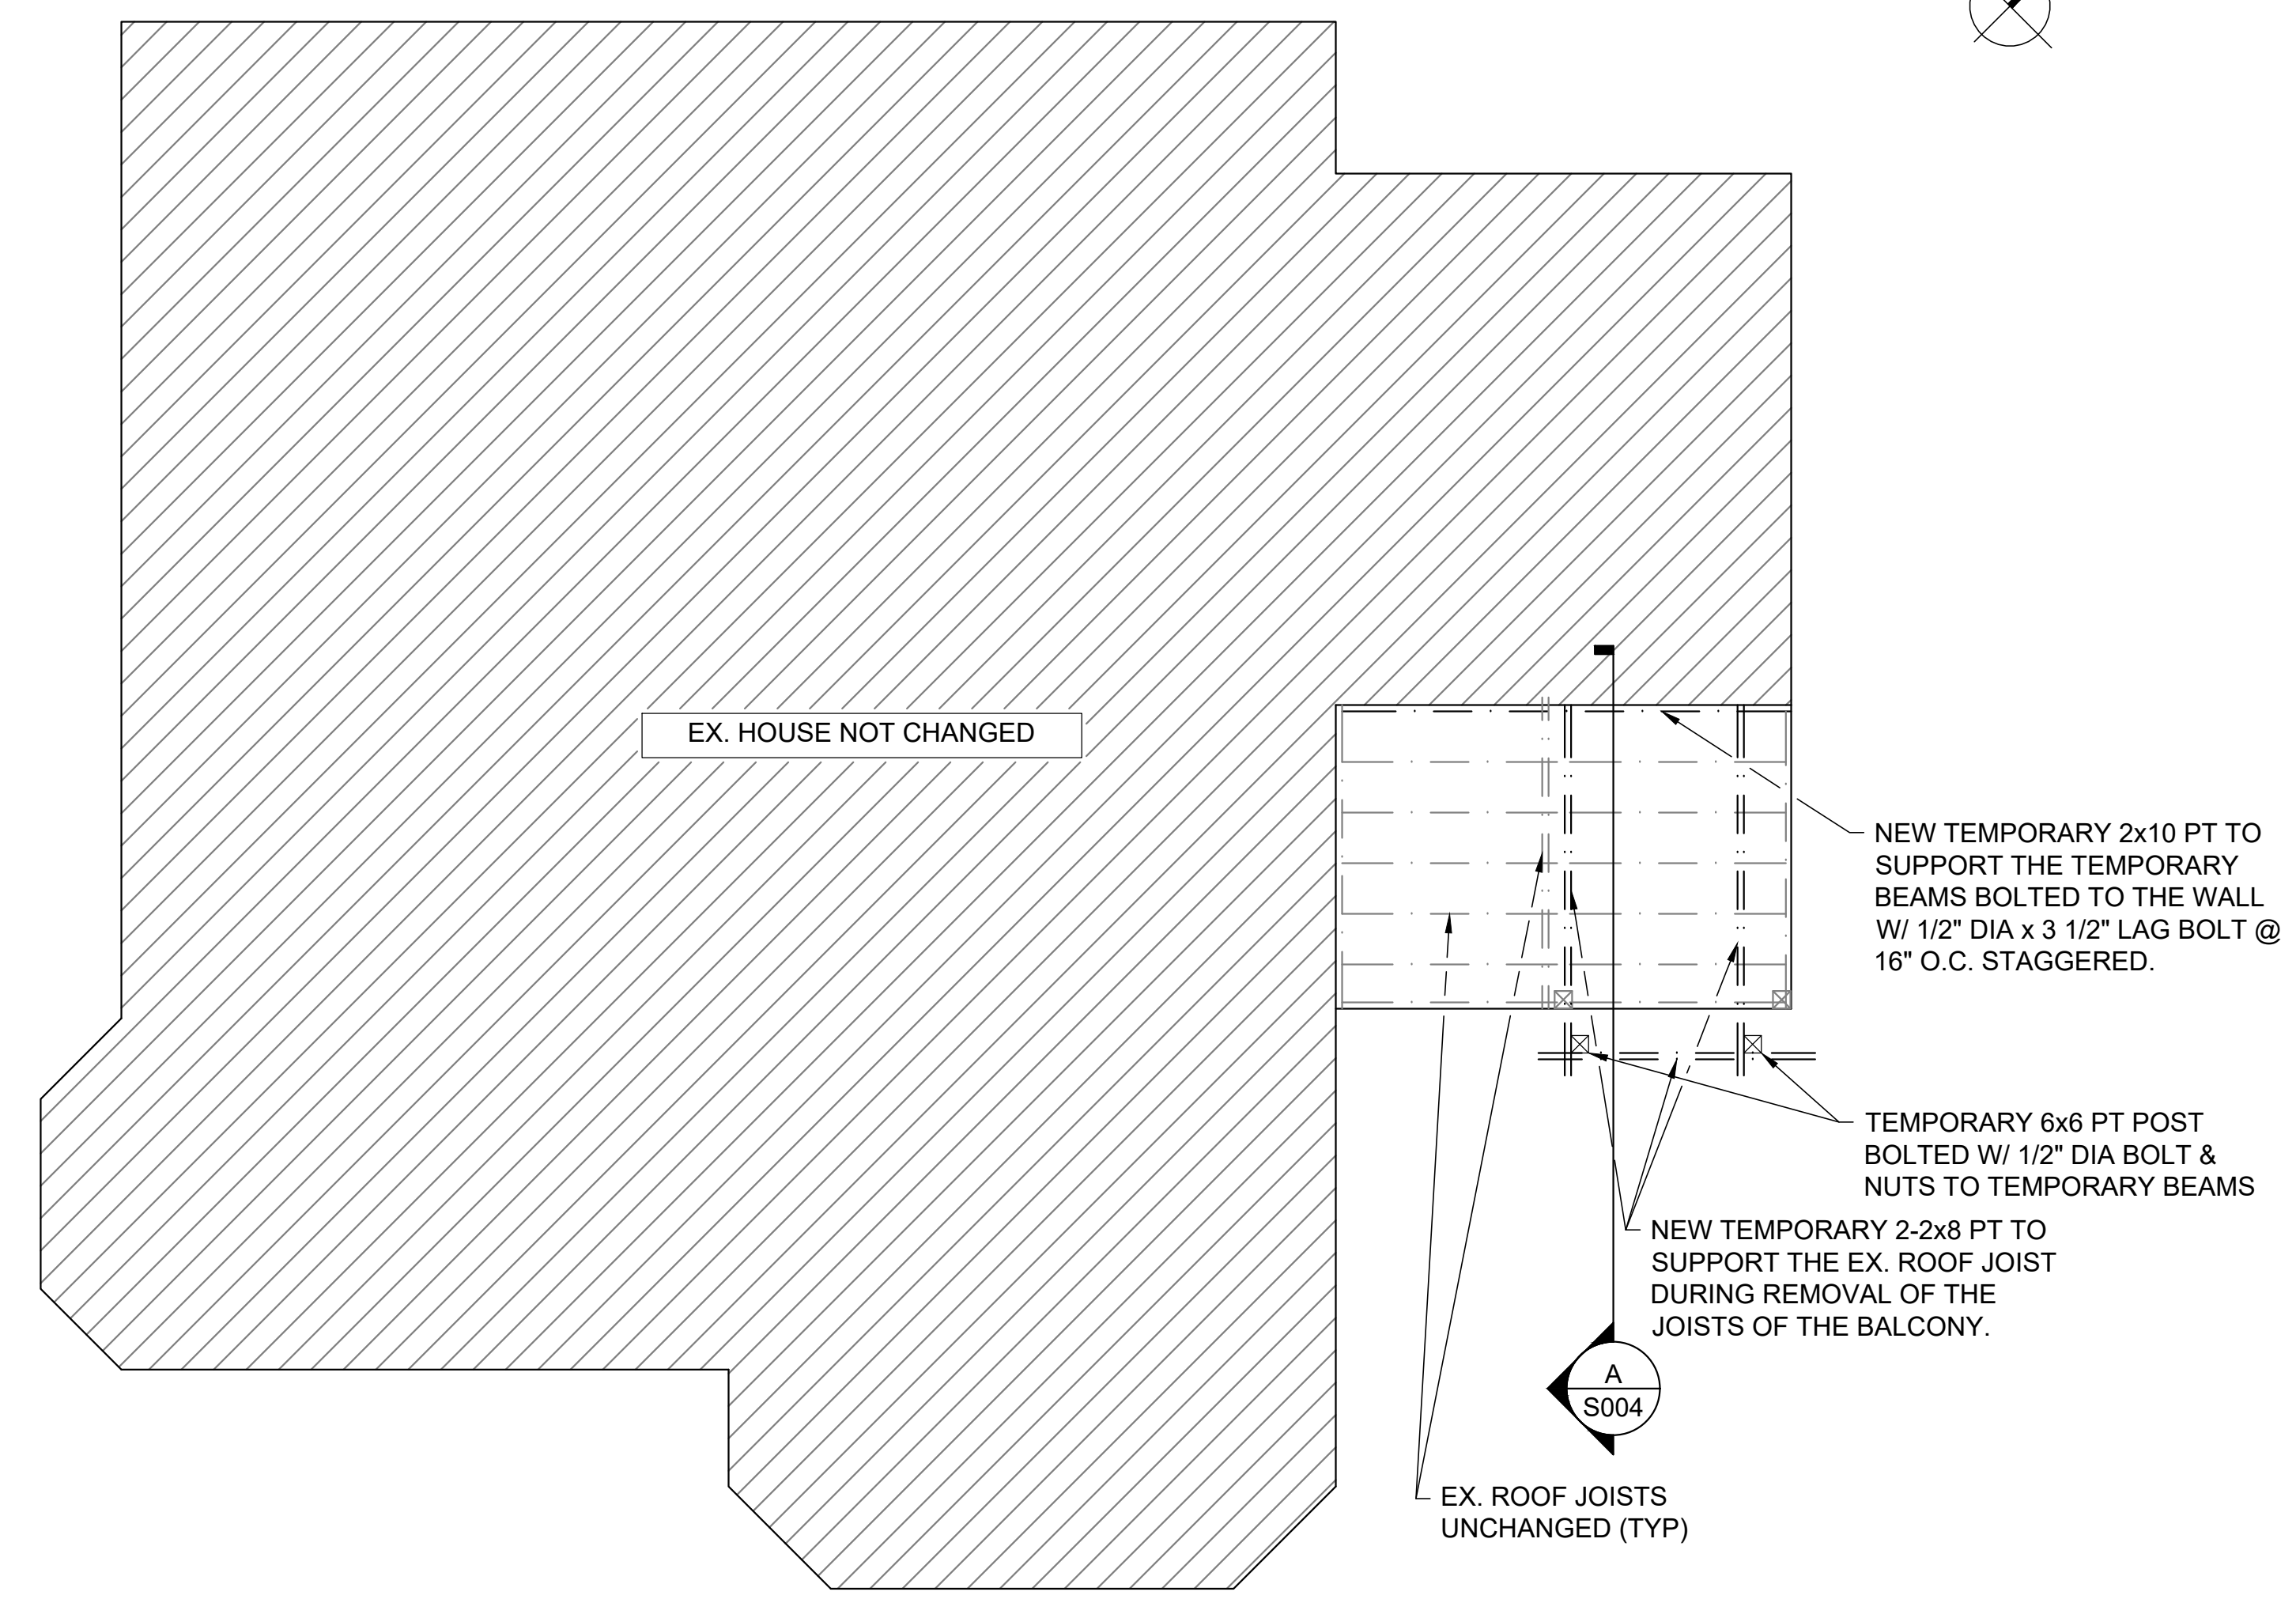 EX. HOUSE NOT CHANGED
NEW TEMPORARY 2x10 PT TO
SUPPORT THE TEMPORARY
BEAMS BOLTED TO THE WALL
W/ 1/2" DIA x 3 1/2" LAG BOLT @
16" O.C. STAGGERED.
TEMPORARY 6x6 PT POST
BOLTED W/ 1/2" DIA BOLT &
NUTS TO TEMPORARY BEAMS
NEW TEMPORARY 2-2x8 PT TO
SUPPORT THE EX. ROOF JOIST
DURING REMOVAL OF THE
JOISTS OF THE BALCONY.
A
S004
EX. ROOF JOISTS
UNCHANGED (TYP)